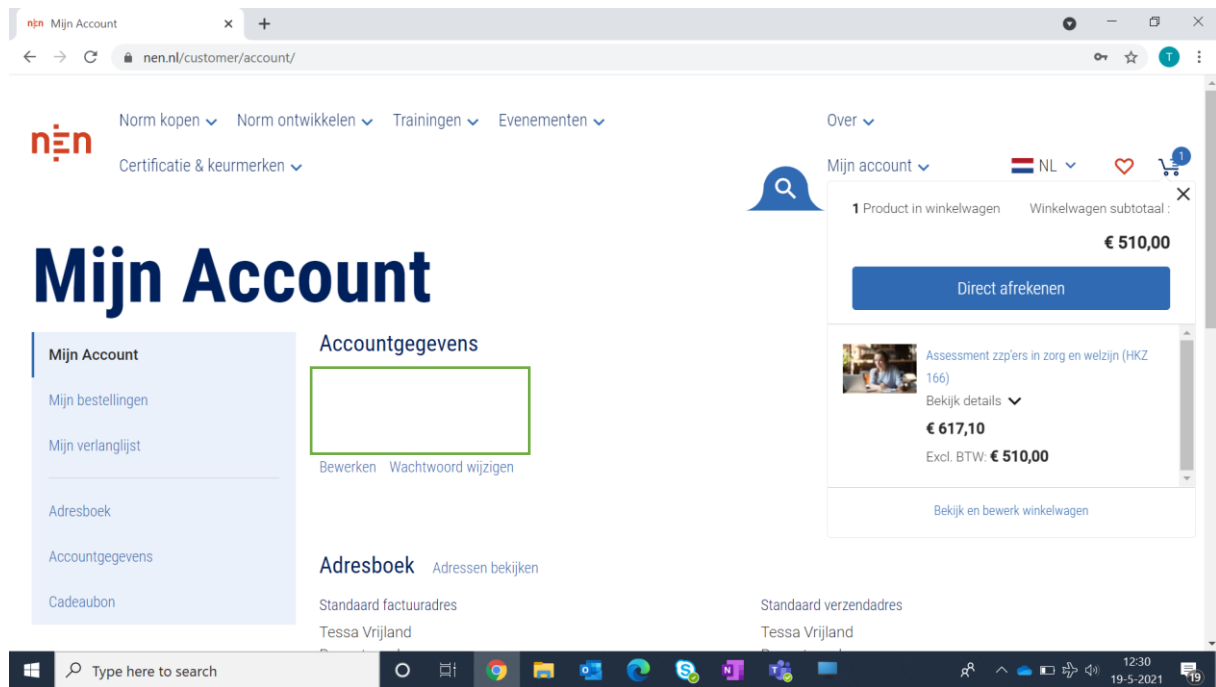 nen Mijn Account
nen.nl/customer/account/
T
nen
Norm kopen Norm ontwikkelen Trainingen Evenementen
Certificatie & keurmerken
Over
Mijn account NL 1
1 Product in winkelwagen Winkelwagen subtotaal :
€ 510,00
Direct afrekenen
Assessment zzp'ers in zorg en welzijn (HKZ
166)
Bekijk details
€ 617,10
Excl. BTW: € 510,00
Bekijk en bewerk winkelwagen
Mijn Account
Mijn Account
Mijn bestellingen
Mijn verlanglijst
Adresboek
Accountgegevens
Cadeaubon
Accountgegevens
Bewerken Wachtwoord wijzigen
Adresboek Adressen bekijken
Standaard factuuradres
Tessa Vrijland
Standaard verzendadres
Tessa Vrijland
Type here to search
12:30
19-5-2021
19